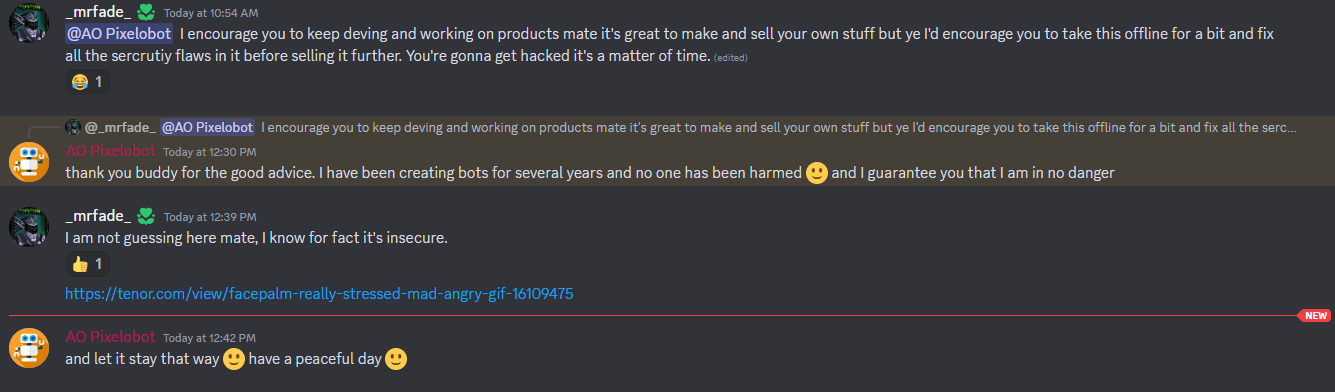 _mrfade_ Today at 10:54 AM
@AO Pixelobot I encourage you to keep deving and working on products mate it's great to make and sell your own stuff but ye I'd encourage you to take this offline for a bit and fix
all the sercrutiy flaws in it before selling it further. You're gonna get hacked it's a matter of time. (edited)
1
@_mrfade_ @AO Pixelobot I encourage you to keep deving and working on products mate it's great to make and sell your own stuff but ye I'd encourage you to take this offline for a bit and fix all the serc...
AO Pixelobot Today at 12:30 PM
thank you buddy for the good advice. I have been creating bots for several years and no one has been harmed 🙂 and I guarantee you that I am in no danger
_mrfade_ Today at 12:39 PM
I am not guessing here mate, I know for fact it's insecure.
1
https://tenor.com/view/facepalm-really-stressed-mad-angry-gif-16109475
NEW
AO Pixelobot Today at 12:42 PM
and let it stay that way 🙂 have a peaceful day 🙂